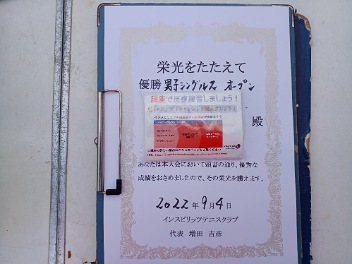 栄光をたたえて
優勝 男子シングルス オープン
殿
あなたは本大会において頭書の通り、優秀な
成績をおさめましたので、その栄光を讃えます。
2022年9月4日
インスピリッツテニスクラブ
代表 増田 吉彦